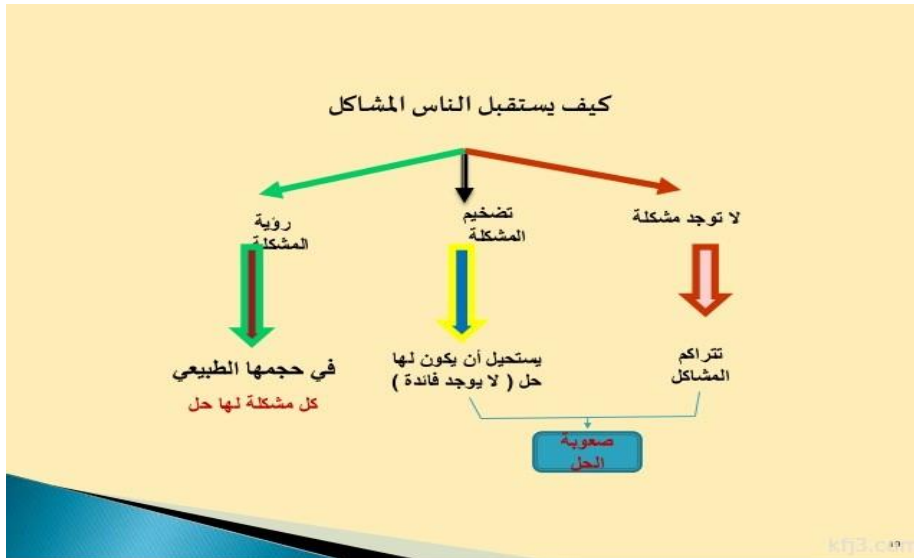 كيف يستقبل الناس المشاكل
لا توجد مشكلة
تضخيم
المشكلة
رؤية
المشكلة
تتراكم
المشاكل
يستحيل أن يكون لها
حل ( لا يوجد فائدة )
في حجمها الطبيعي
كل مشكلة لها حل
صعوبة
الحل
kfj3.com